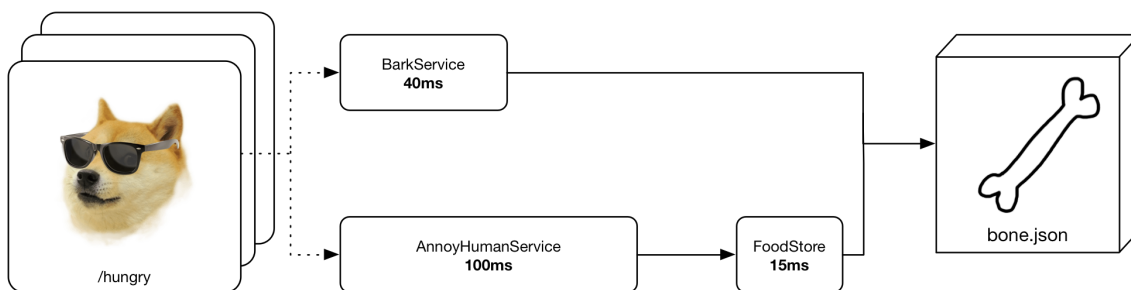 BarkService
40ms
/hungry
AnnoyHumanService
100ms
FoodStore
15ms
bone.json